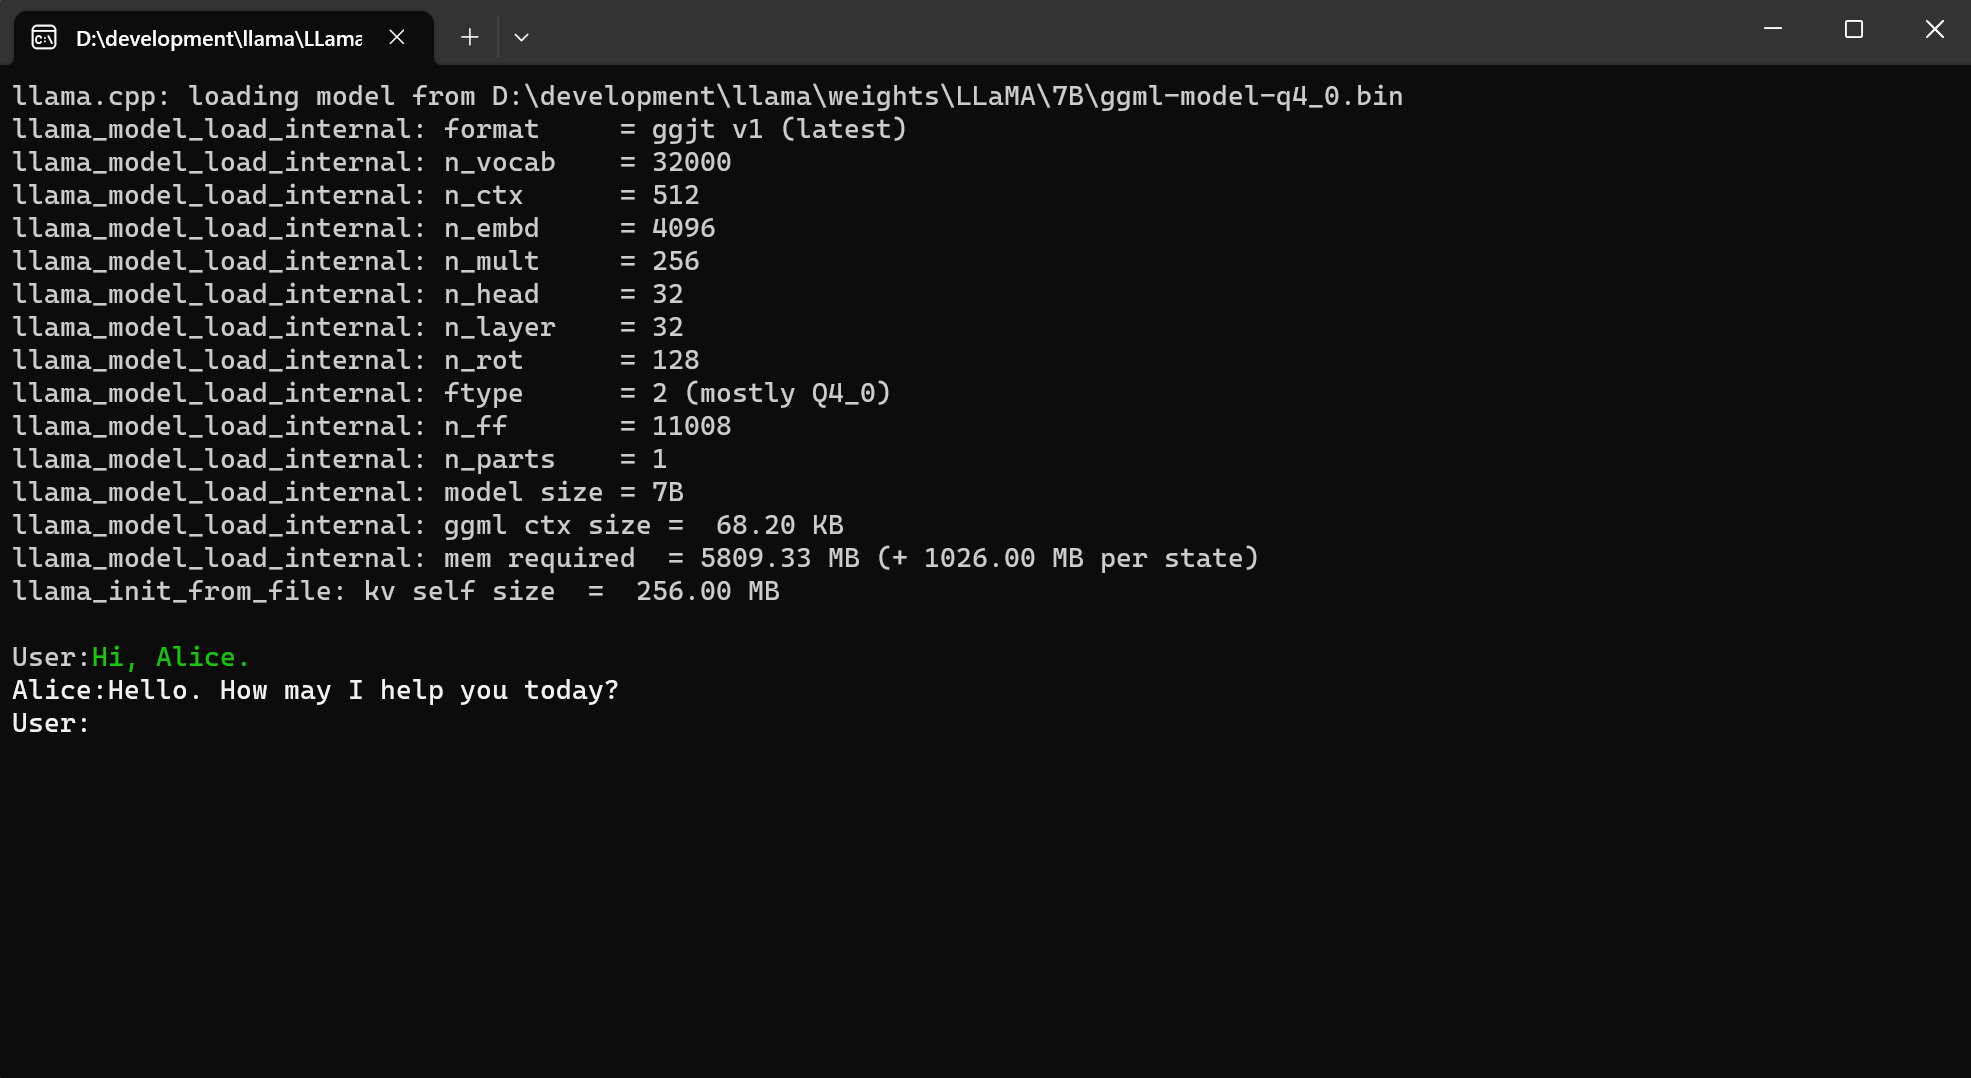 D:\development\llama\LLama
llama.cpp: loading model from D:\development\llama\weights\LLaMA\7B\ggml-model-q4_0.bin
llama_model_load_internal: format     = ggjt v1 (latest)
llama_model_load_internal: n_vocab    = 32000
llama_model_load_internal: n_ctx      = 512
llama_model_load_internal: n_embd     = 4096
llama_model_load_internal: n_mult     = 256
llama_model_load_internal: n_head     = 32
llama_model_load_internal: n_layer    = 32
llama_model_load_internal: n_rot      = 128
llama_model_load_internal: ftype      = 2 (mostly Q4_0)
llama_model_load_internal: n_ff       = 11008
llama_model_load_internal: n_parts    = 1
llama_model_load_internal: model size = 7B
llama_model_load_internal: ggml ctx size =  68.20 KB
llama_model_load_internal: mem required  = 5809.33 MB (+ 1026.00 MB per state)
llama_init_from_file: kv self size  =  256.00 MB
User:Hi, Alice.
Alice:Hello. How may I help you today?
User: